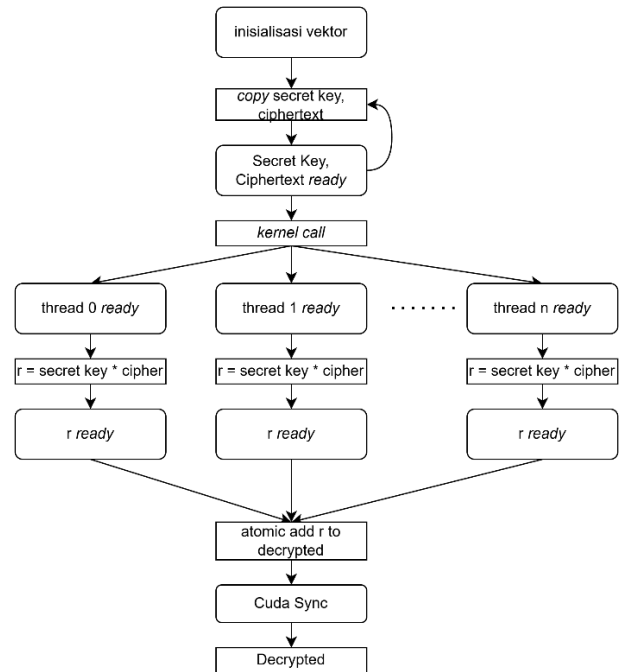 inisialisasi vektor
copy secret key,
ciphertext
Secret Key,
Ciphertext ready
kernel call
thread 0 ready
thread 1 ready
thread n ready
r = secret key * cipher
r = secret key * cipher
r = secret key * cipher
r ready
r ready
r ready
atomic add r to
decrypted
Cuda Sync
Decrypted